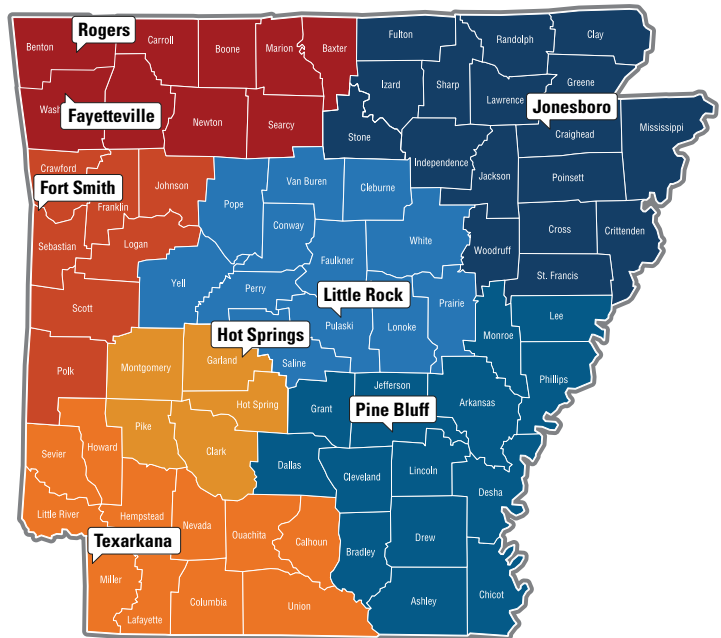 Rogers
Benton
Carroll
Boone
Marion
Baxter
Fulton
Randolph
Clay
Izard
Sharp
Lawrence
Greene
Wash
Fayetteville
Newton
Searcy
Stone
Jonesboro
Craighead
Mississippi
Independence
Jackson
Poinsett
Crawford
Fort Smith
Franklin
Johnson
Pope
Van Buren
Cleburne
Conway
White
Woodruff
Cross
Crittenden
Sebastian
Logan
Faulkner
St. Francis
Yell
Perry
Little Rock
Prairie
Scott
Pulaski
Lonoke
Lee
Hot Springs
Monroe
Montgomery
Garland
Saline
Polk
Phillips
Jefferson
Hot Spring
Grant
Pine Bluff
Arkansas
Pike
Clark
Sevier
Howard
Dallas
Cleveland
Lincoln
Desha
Little River
Hempstead
Nevada
Ouachita
Calhoun
Texarkana
Drew
Bradley
Miller
Lafayette
Columbia
Union
Ashley
Chicot